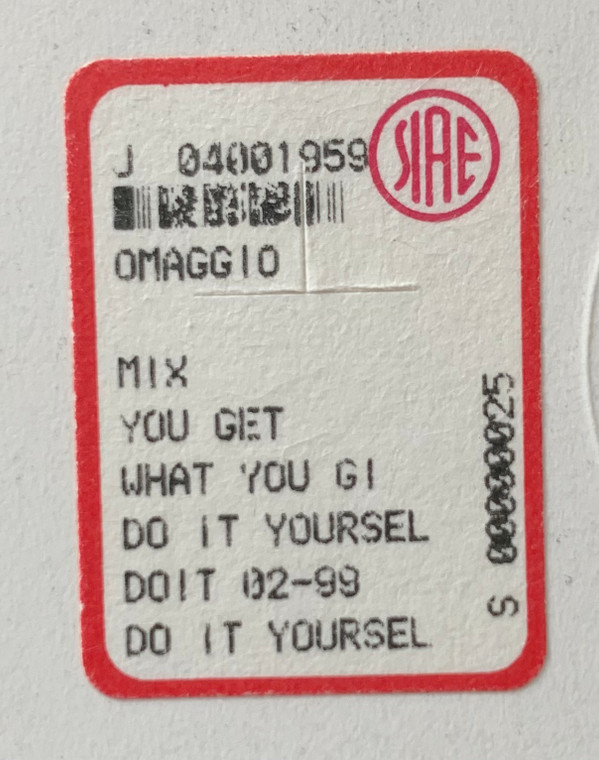 J 04001959
SIAE
OMAGGIO
MIX
YOU GET
WHAT YOU GI
DO IT YOURSEL
DOIT 02-99
DO IT YOURSEL
S 00000025